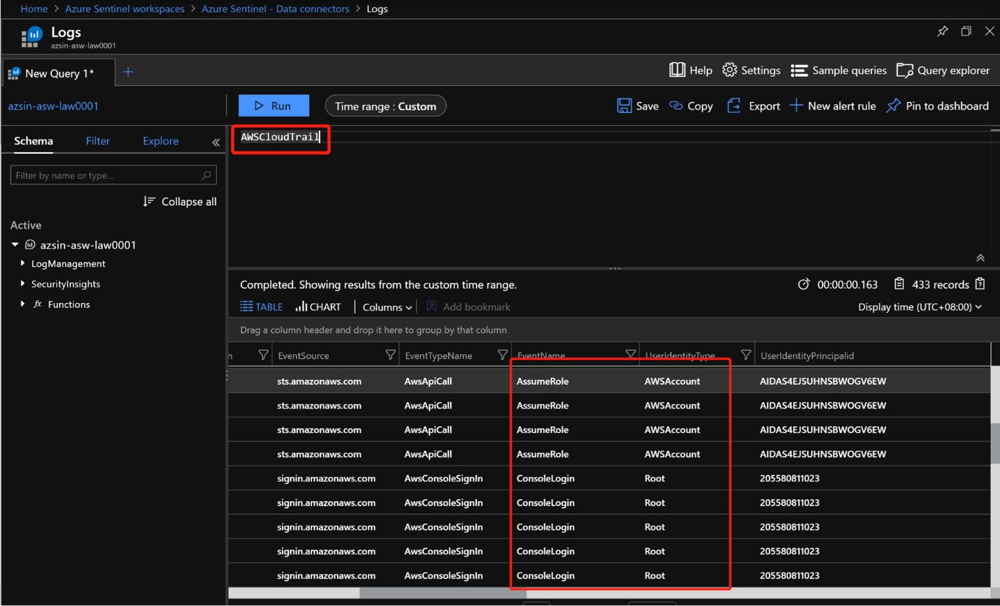 Home > Azure Sentinel workspaces > Azure Sentinel - Data connectors > Logs
Logs
azsin-asw-law0001
New Query 1* +
Help Settings Sample queries Query explorer
azsin-asw-law0001
Run Time range : Custom
Save Copy Export New alert rule Pin to dashboard
Schema Filter Explore «
AWSCloudTrail
Filter by name or type...
Collapse all
Active
azsin-asw-law0001
LogManagement
SecurityInsights
fx Functions
Completed. Showing results from the custom time range. 00:00:00.163 433 records
TABLE CHART Columns Add bookmark
Display time (UTC+08:00)
Drag a column header and drop it here to group by that column
n EventSource EventTypeName EventName UserIdentityType UserIdentityPrincipalid
sts.amazonaws.com AwsApiCall AssumeRole AWSAccount AIDAS4EJSUHNSBWOGV6EW
sts.amazonaws.com AwsApiCall AssumeRole AWSAccount AIDAS4EJSUHNSBWOGV6EW
sts.amazonaws.com AwsApiCall AssumeRole AWSAccount AIDAS4EJSUHNSBWOGV6EW
sts.amazonaws.com AwsApiCall AssumeRole AWSAccount AIDAS4EJSUHNSBWOGV6EW
signin.amazonaws.com AwsConsoleSignIn ConsoleLogin Root 205580811023
signin.amazonaws.com AwsConsoleSignIn ConsoleLogin Root 205580811023
signin.amazonaws.com AwsConsoleSignIn ConsoleLogin Root 205580811023
signin.amazonaws.com AwsConsoleSignIn ConsoleLogin Root 205580811023
signin.amazonaws.com AwsConsoleSignIn ConsoleLogin Root 205580811023